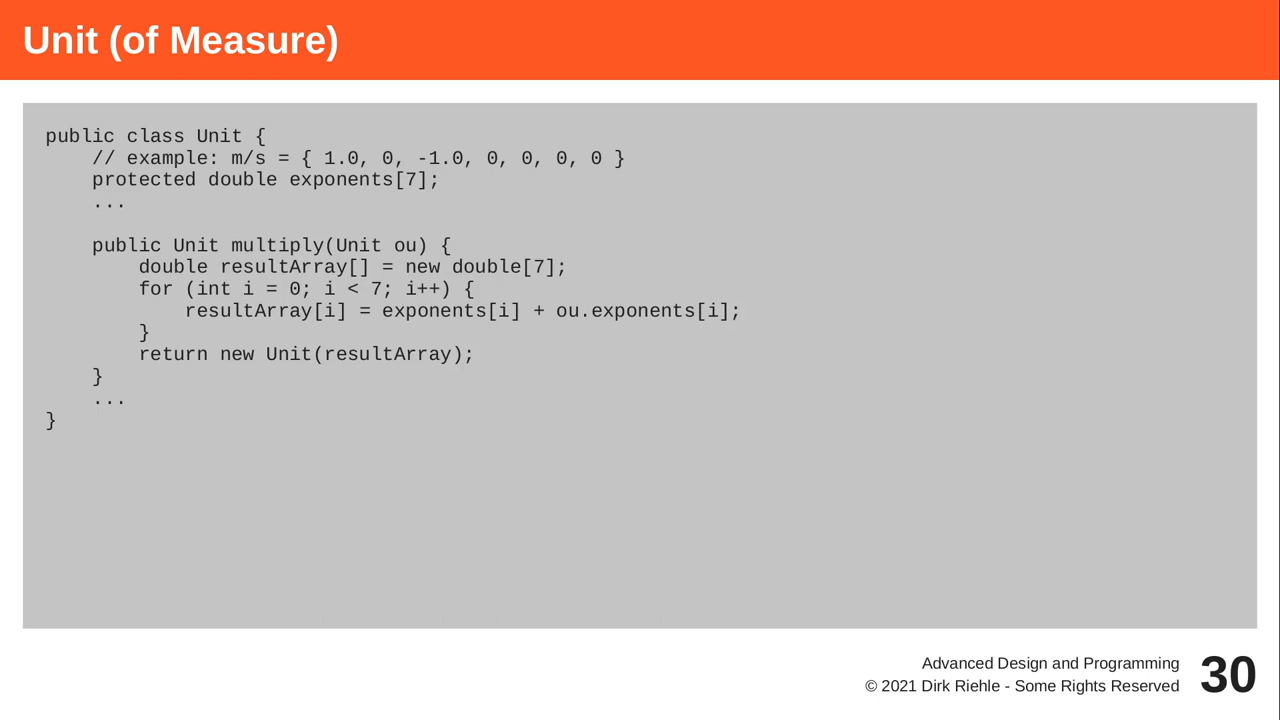 Unit (of Measure)
public class Unit {
    // example: m/s = { 1.0, 0, -1.0, 0, 0, 0, 0 }
    protected double exponents[7];
    ...

    public Unit multiply(Unit ou) {
        double resultArray[] = new double[7];
        for (int i = 0; i < 7; i++) {
            resultArray[i] = exponents[i] + ou.exponents[i];
        }
        return new Unit(resultArray);
    }
    ...
}
Advanced Design and Programming
© 2021 Dirk Riehle - Some Rights Reserved
30